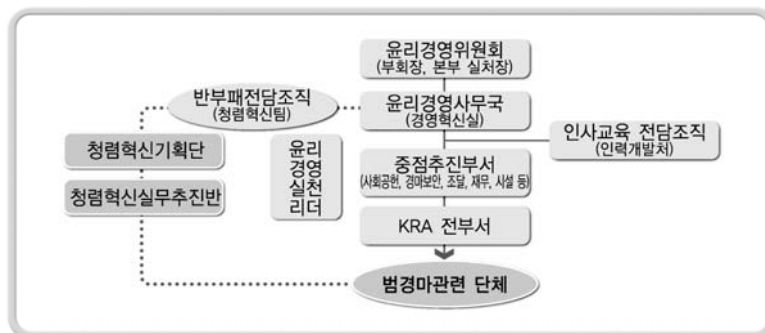 윤리경영위원회
(부회장, 본부 실처장)
반부패전담조직
(청렴혁신팀)
윤리경영사무국
(경영혁신실)
인사교육 전담조직
(인력개발처)
청렴혁신기획단
윤리
경영
실천
리더
중점추진부서
(사회공헌, 경마보안, 조달, 재무, 시설 등)
청렴혁신실무추진반
KRA 전부서
범경마관련 단체